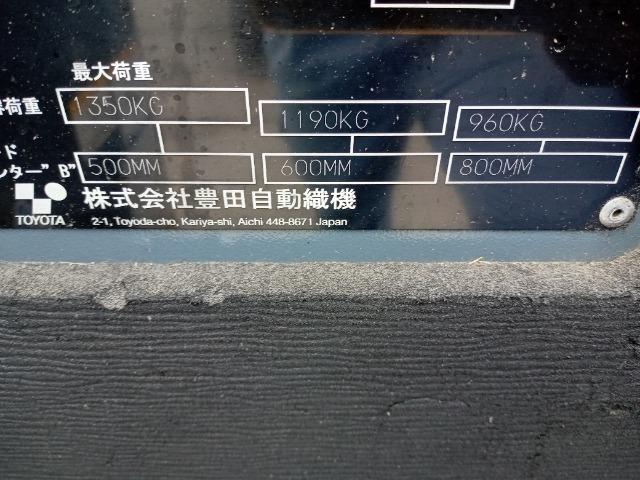 最大荷重
荷重 1350KG 1190KG 960KG
ド
ンター"B" 500MM 600MM 800MM
TOYOTA 株式会社豊田自動織機
2-1, Toyoda-cho, Kariya-shi, Aichi 448-8671 Japan